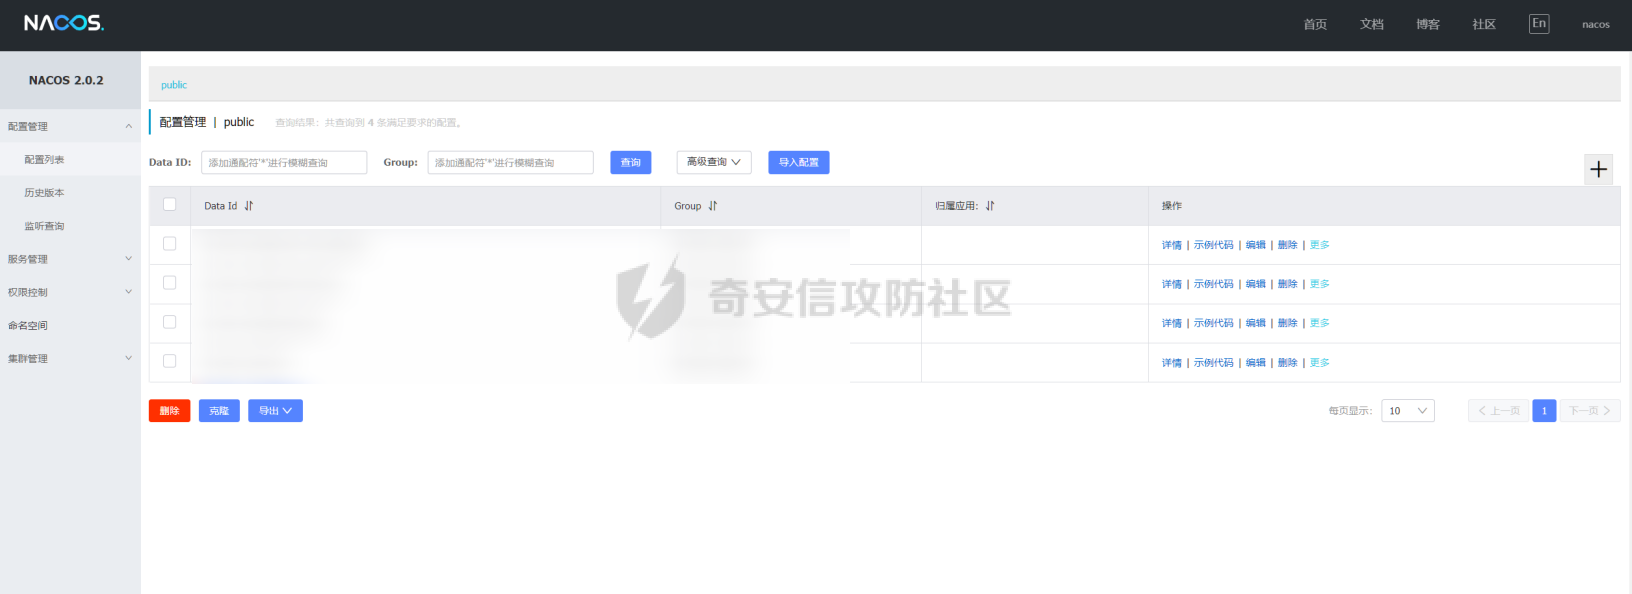 NACOS.
首页 文档 博客 社区 En nacos
NACOS 2.0.2
public
配置管理
配置管理 | public 查询结果：共查询到 4 条满足要求的配置。
配置列表
Data ID: 添加通配符'*'进行模糊查询 Group: 添加通配符'*'进行模糊查询 查询 高级查询 导入配置
历史版本
Data Id Group 归属应用: 操作
监听查询
详情 | 示例代码 | 编辑 | 删除 | 更多
服务管理
详情 | 示例代码 | 编辑 | 删除 | 更多
权限控制
奇安信攻防社区
详情 | 示例代码 | 编辑 | 删除 | 更多
命名空间
详情 | 示例代码 | 编辑 | 删除 | 更多
集群管理
删除 克隆 导出 每页显示: 10 上一页 1 下一页